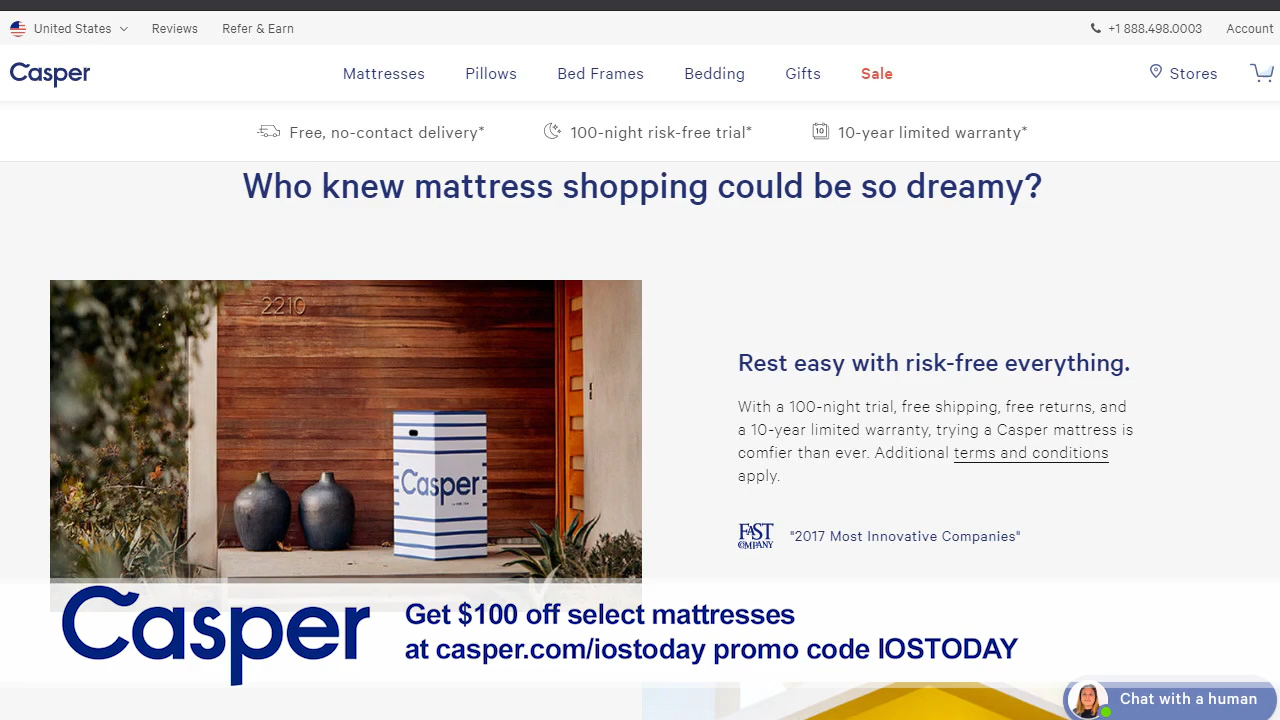 United States Reviews Refer & Earn +1 888.498.0003 Account
Casper Mattresses Pillows Bed Frames Bedding Gifts Sale Stores
Free, no-contact delivery* 100-night risk-free trial* 10-year limited warranty*
10
Who knew mattress shopping could be so dreamy?
2210
Casper
Rest easy with risk-free everything.
With a 100-night trial, free shipping, free returns, and
a 10-year limited warranty, trying a Casper mattress is
comfier than ever. Additional terms and conditions
apply.
FAST COMPANY "2017 Most Innovative Companies"
Casper
Get $100 off select mattresses
at casper.com/iostoday promo code IOSTODAY
Chat with a human